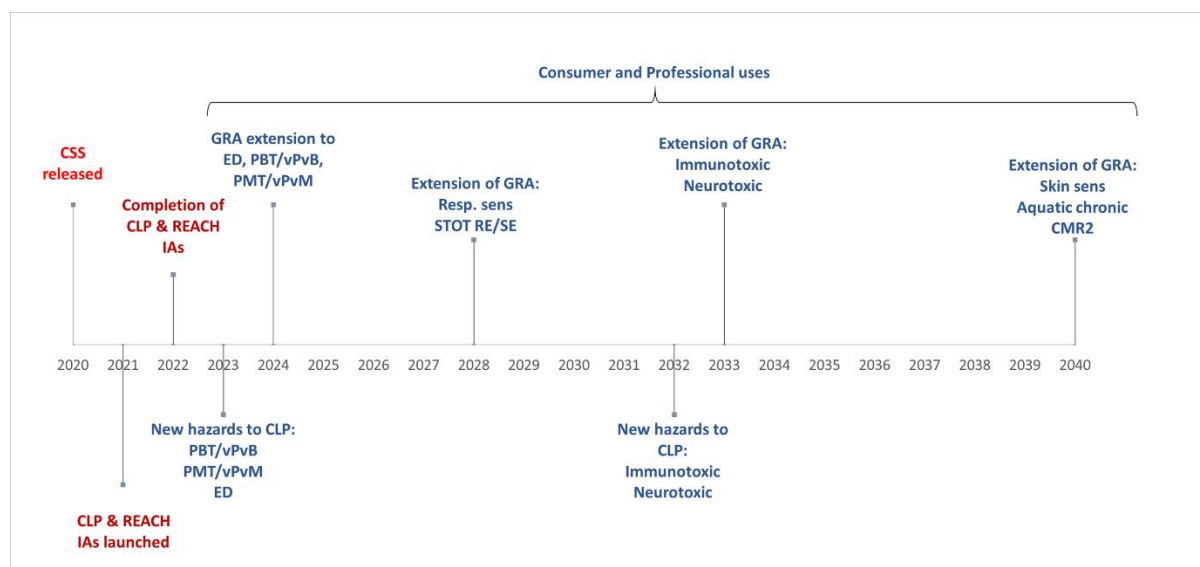 Consumer and Professional uses
CSS
released
Completion of
CLP & REACH
IAs
GRA extension to
ED, PBT/vPvB,
PMT/vPvM
Extension of GRA:
Resp. sens
STOT RE/SE
Extension of GRA:
Immunotoxic
Neurotoxic
Extension of GRA:
Skin sens
Aquatic chronic
CMR2
2020 2021 2022 2023 2024 2025 2026 2027 2028 2029 2030 2031 2032 2033 2034 2035 2036 2037 2038 2039 2040
CLP & REACH
IAs launched
New hazards to CLP:
PBT/vPvB
PMT/vPvM
ED
New hazards to
CLP:
Immunotoxic
Neurotoxic